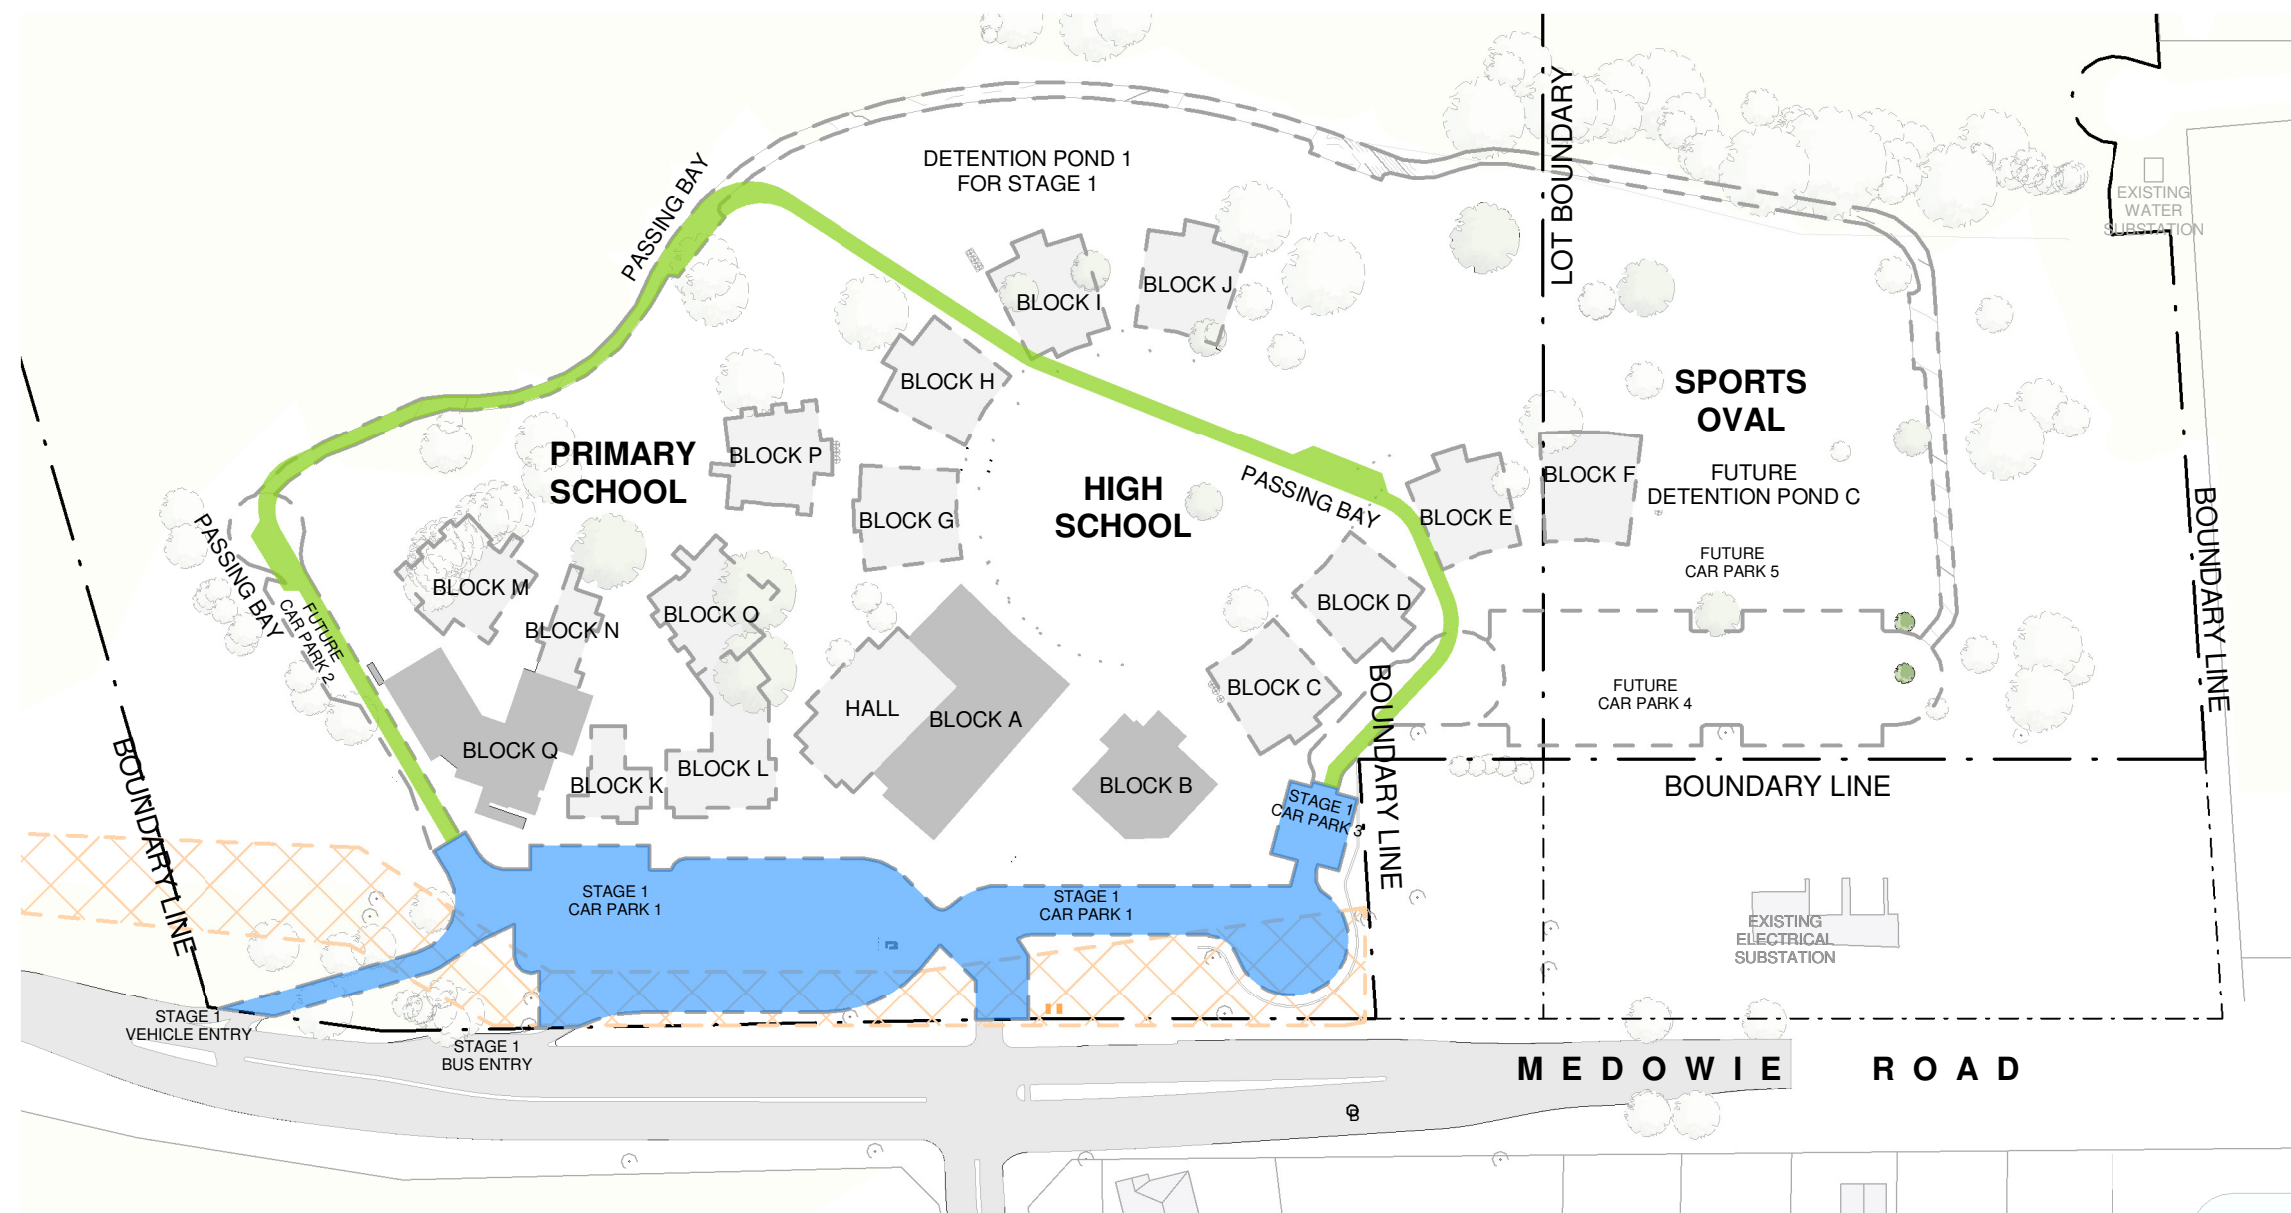 DETENTION POND 1
FOR STAGE 1
LOT BOUNDARY
PASSING BAY
EXISTING
WATER
SUBSTATION
BLOCK I
BLOCK J
BLOCK H
SPORTS
OVAL
PRIMARY
SCHOOL
BLOCK P
HIGH
SCHOOL
PASSING BAY
BLOCK F
FUTURE
DETENTION POND C
BLOCK G
BLOCK E
PASSING BAY
FUTURE
CAR PARK 2
BLOCK M
BLOCK N
BLOCK O
BLOCK D
FUTURE
CAR PARK 5
BOUNDARY LINE
BLOCK C
FUTURE
CAR PARK 4
HALL
BLOCK A
BLOCK Q
BLOCK K
BLOCK L
BLOCK B
STAGE 1
CAR PARK 3
BOUNDARY LINE
BOUNDARY LINE
BOUNDARY LINE
STAGE 1
CAR PARK 1
STAGE 1
CAR PARK 1
EXISTING
ELECTRICAL
SUBSTATION
STAGE 1
VEHICLE ENTRY
STAGE 1
BUS ENTRY
MEDOWIE ROAD